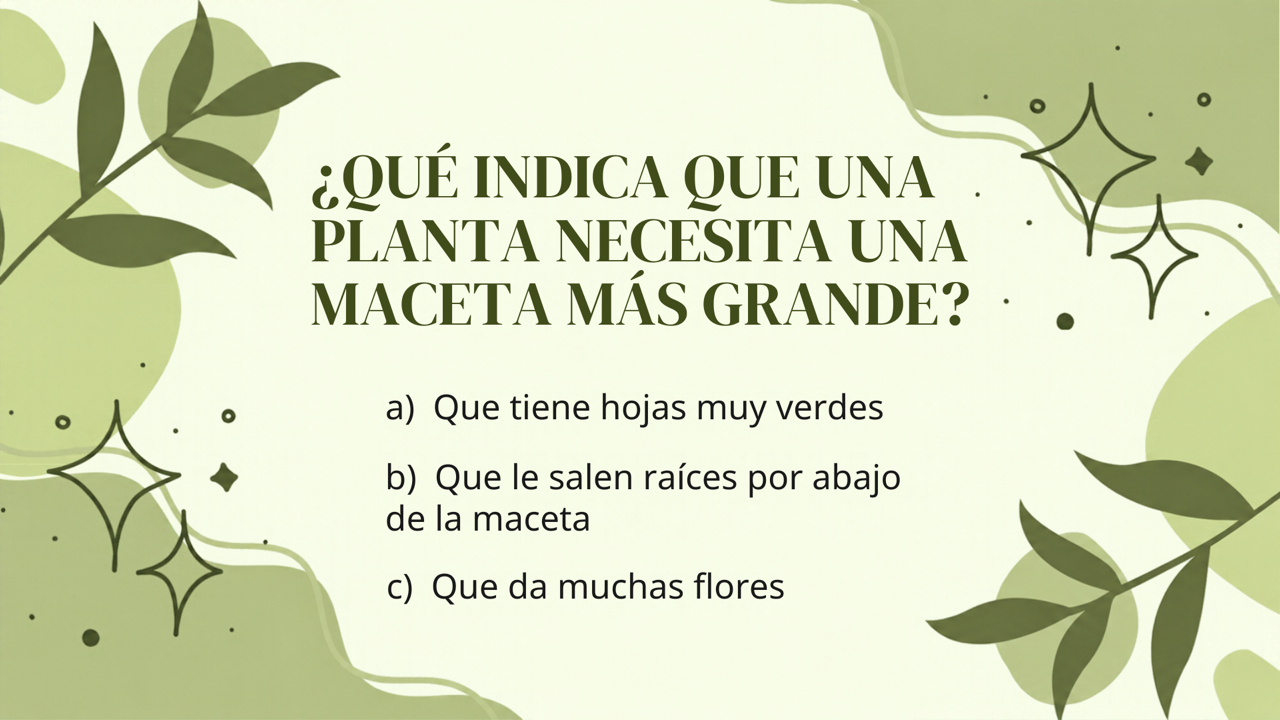 ¿QUÉ INDICA QUE UNA
PLANTA NECESITA UNA
MACETA MÁS GRANDE?
a) Que tiene hojas muy verdes
b) Que le salen raíces por abajo
de la maceta
c) Que da muchas flores